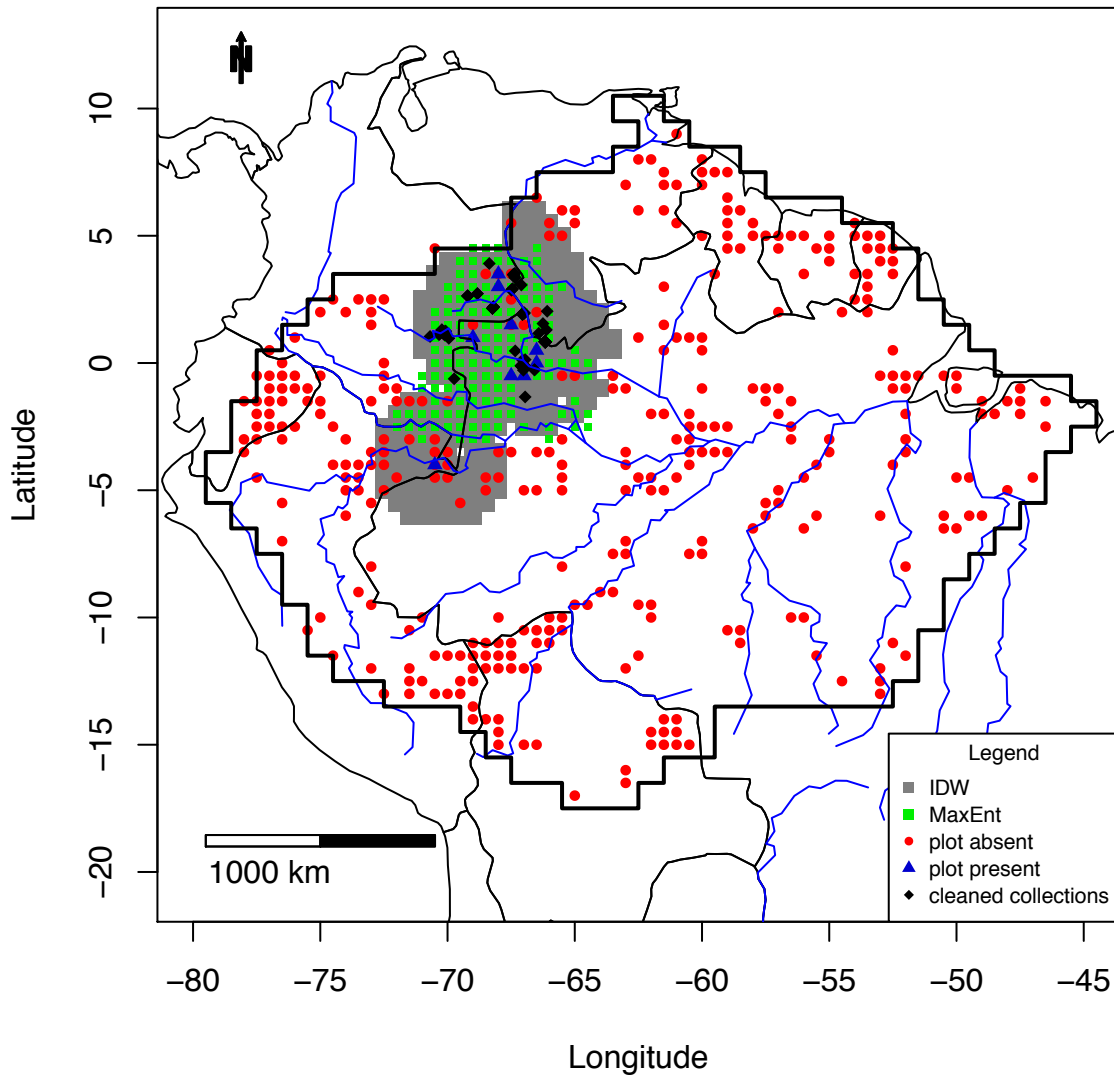 N
10
5
0
−5
−10
−15
−20
Latitude
1000 km
Legend
IDW
MaxEnt
plot absent
plot present
cleaned collections
−80 −75 −70 −65 −60 −55 −50 −45
Longitude